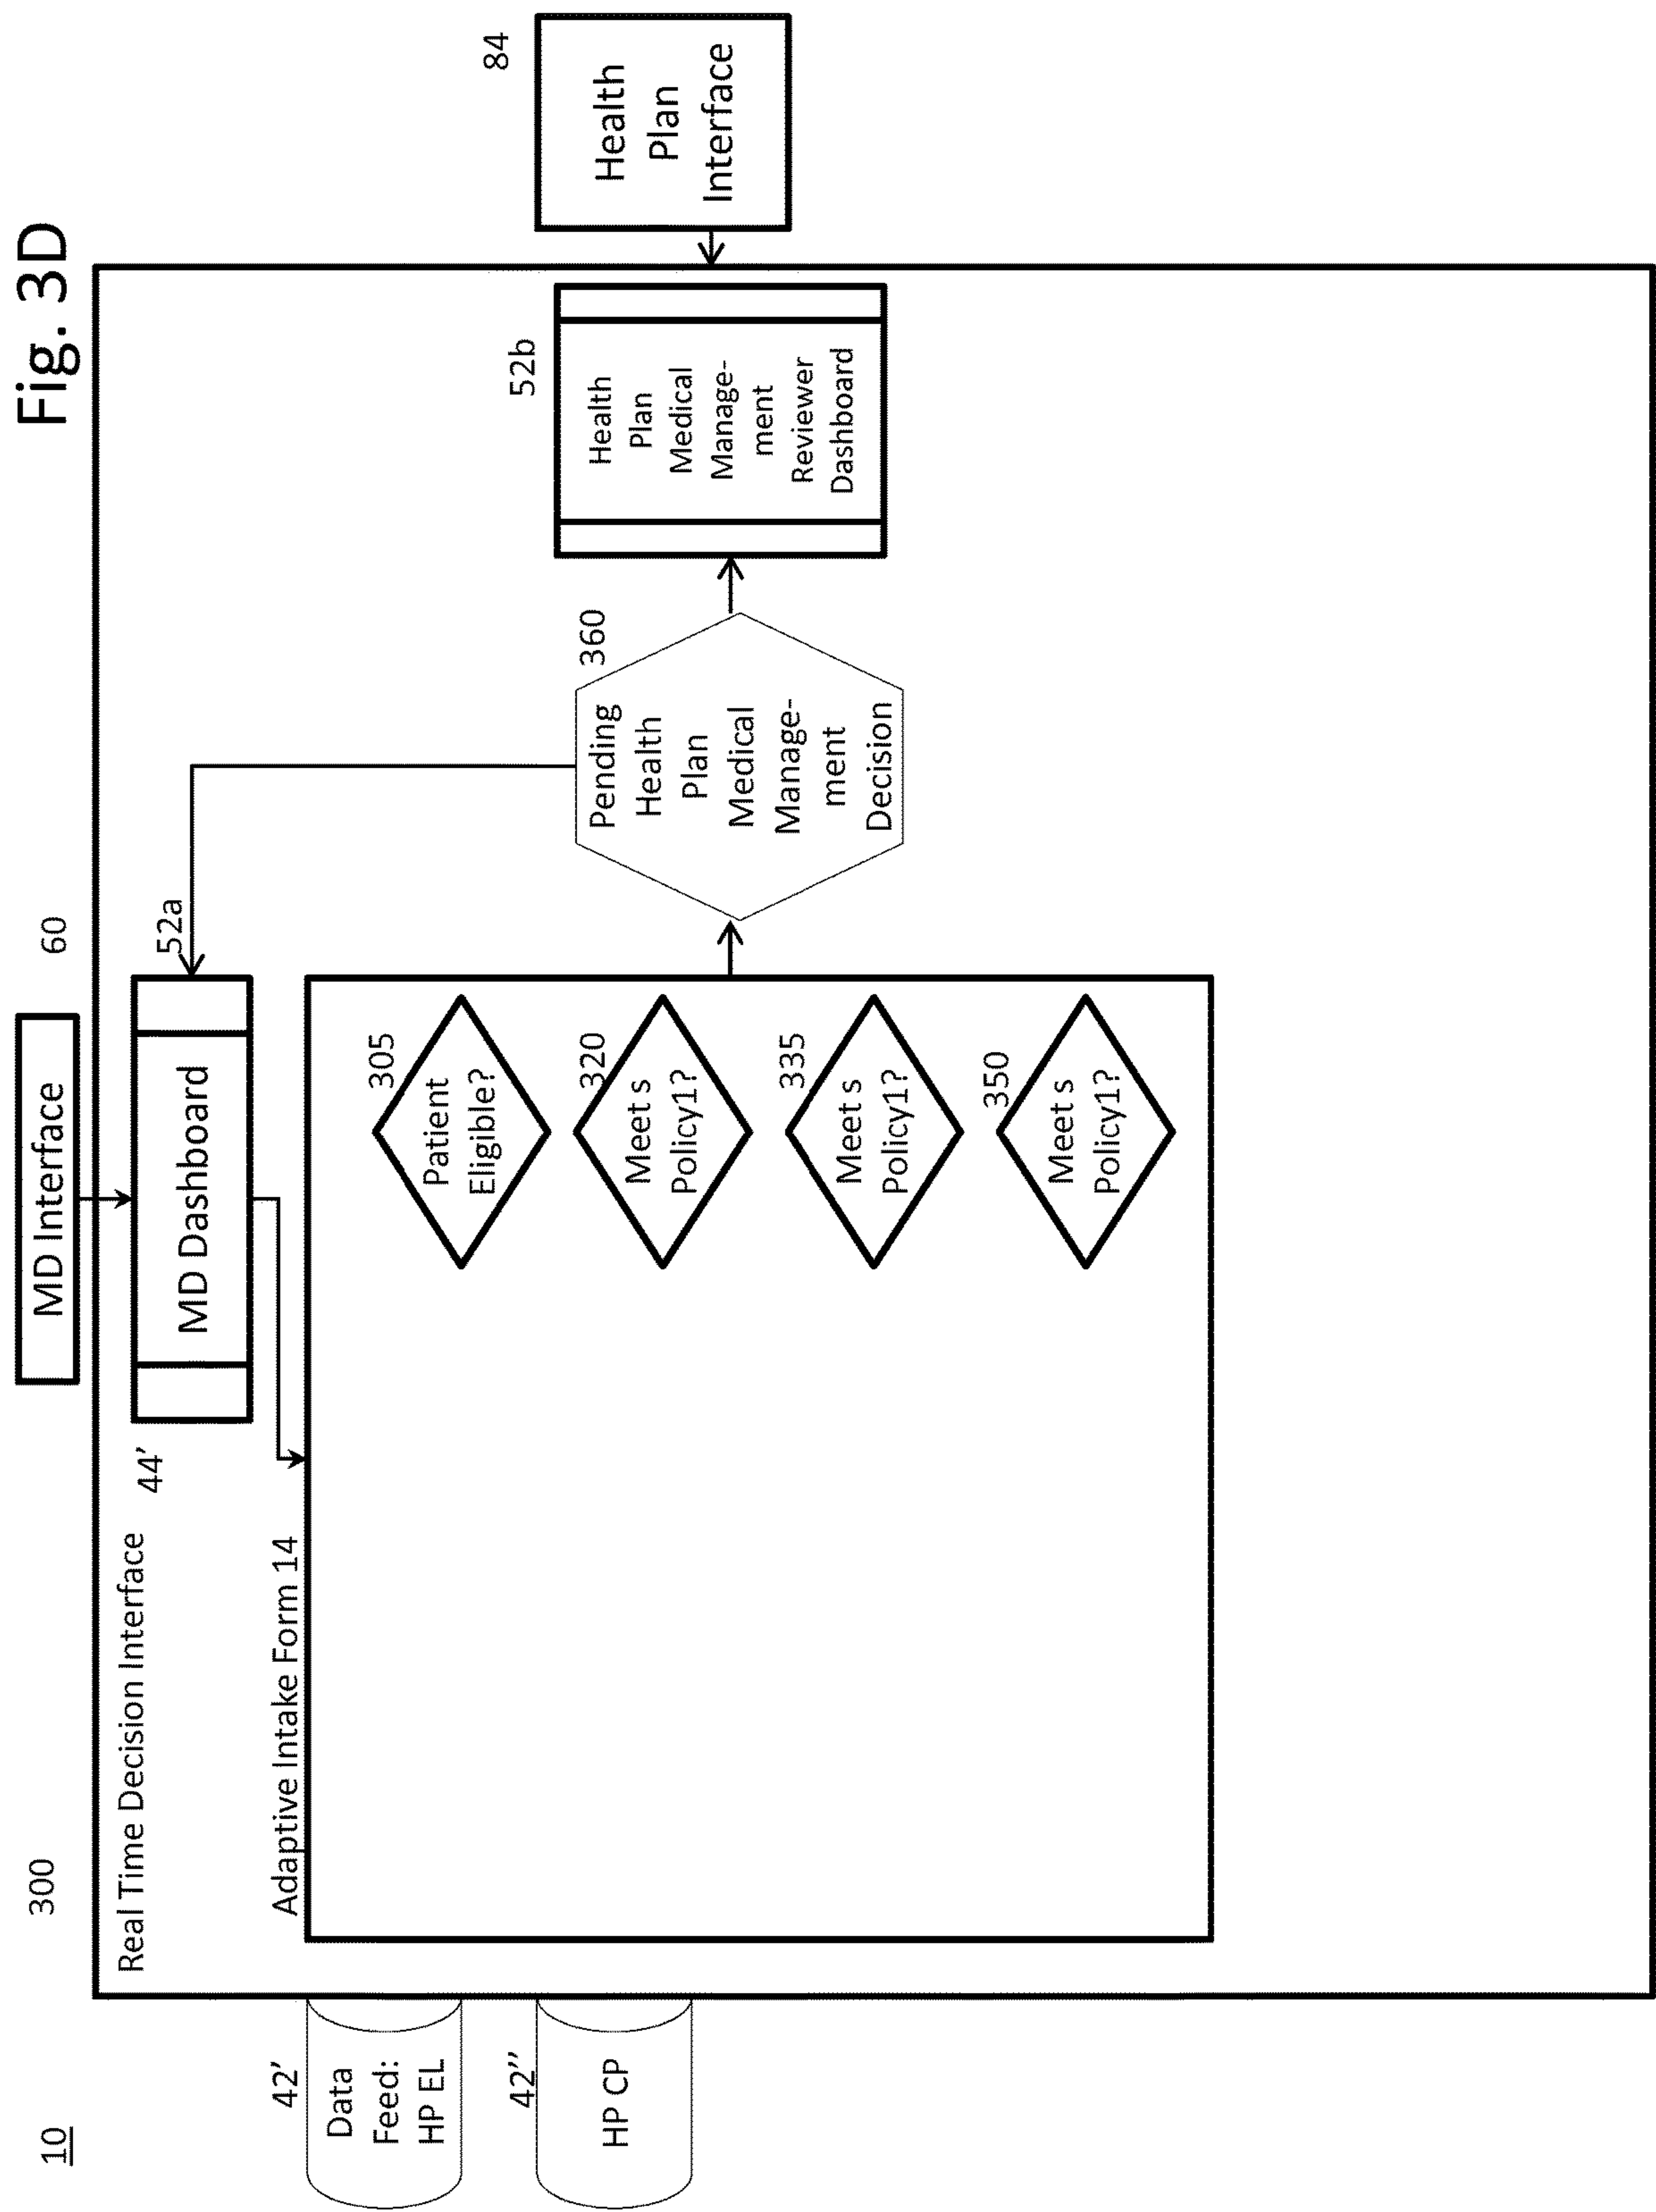 Fig. 3D
10
300
MD Interface
60
Real Time Decision Interface
44’
MD Dashboard
52a
42’
Data
Feed:
HP EL
42’’
HP CP
Adaptive Intake Form 14
305
Patient
Eligible?
320
Meet s
Policy1?
335
Meet s
Policy1?
350
Meet s
Policy1?
360
Pending
Health
Plan
Medical
Manage-
ment
Decision
52b
Health
Plan
Medical
Manage-
ment
Reviewer
Dashboard
84
Health
Plan
Interface